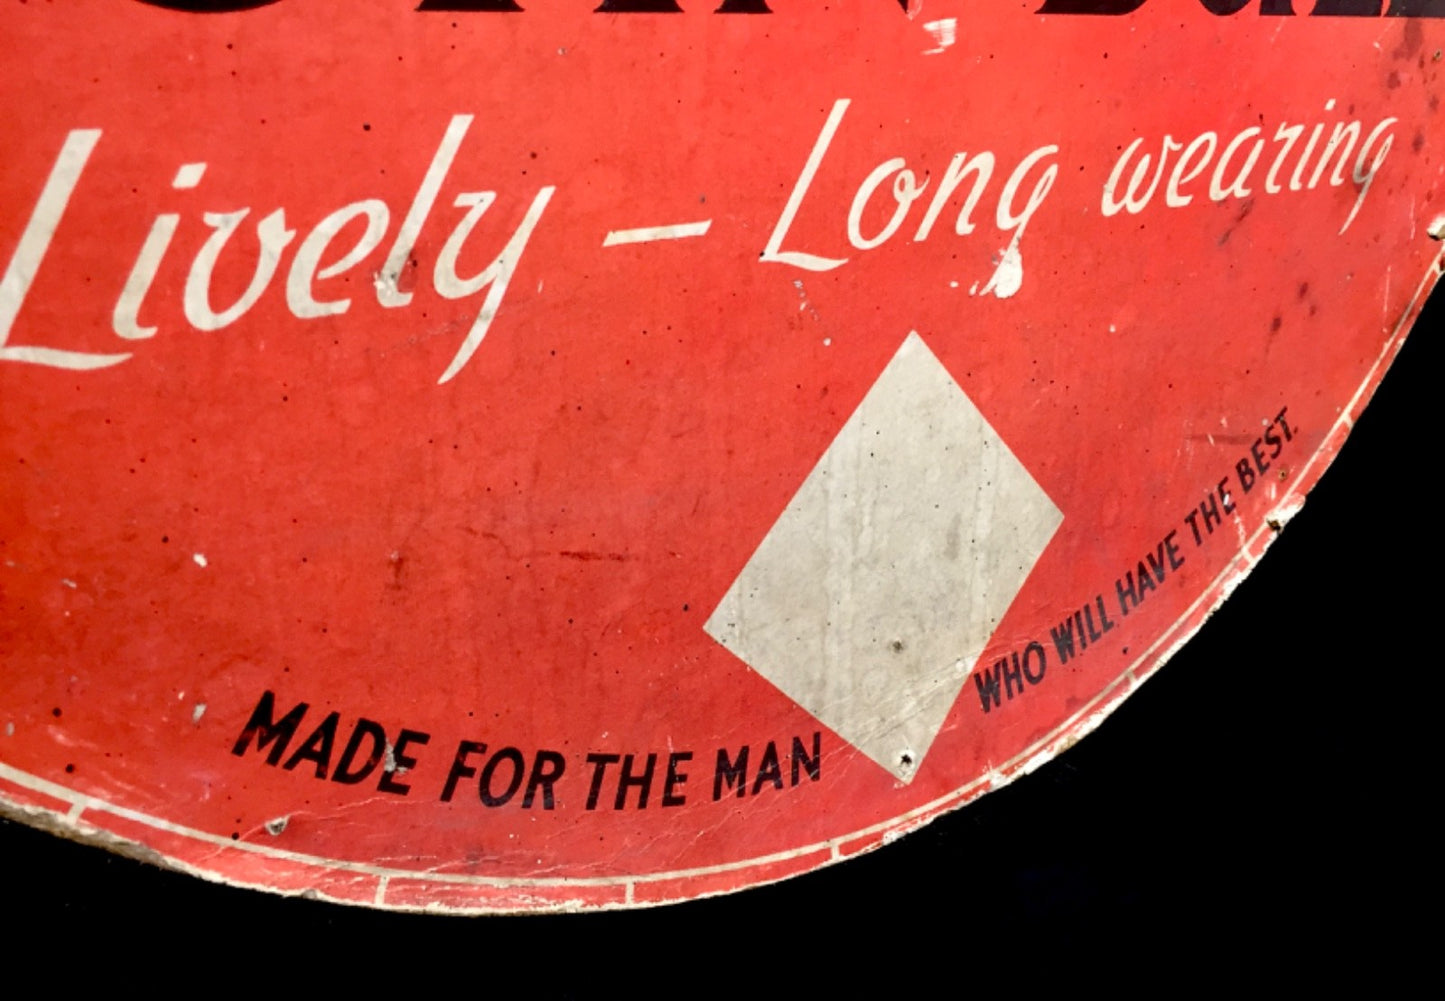 Lively – Long wearing
MADE FOR THE MAN WHO WILL HAVE THE BEST.